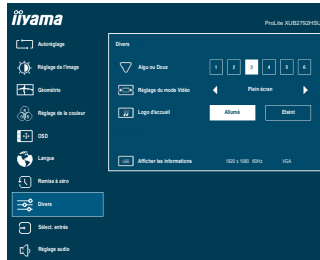 iiyama
ProLite XUB2792HSU
Autoréglage
Réglage de l'image
Géométrie
Réglage de la couleur
OSD
Langue
Remise à zéro
Divers
Sélect. entrée
Réglage audio
Divers
Aigu ou Doux
1 2 3 4 5 6
Réglage du mode Vidéo
Plein écran
Logo d'accueil
Allumé
Eteint
Afficher les informations
1920 x 1080 60Hz
VGA